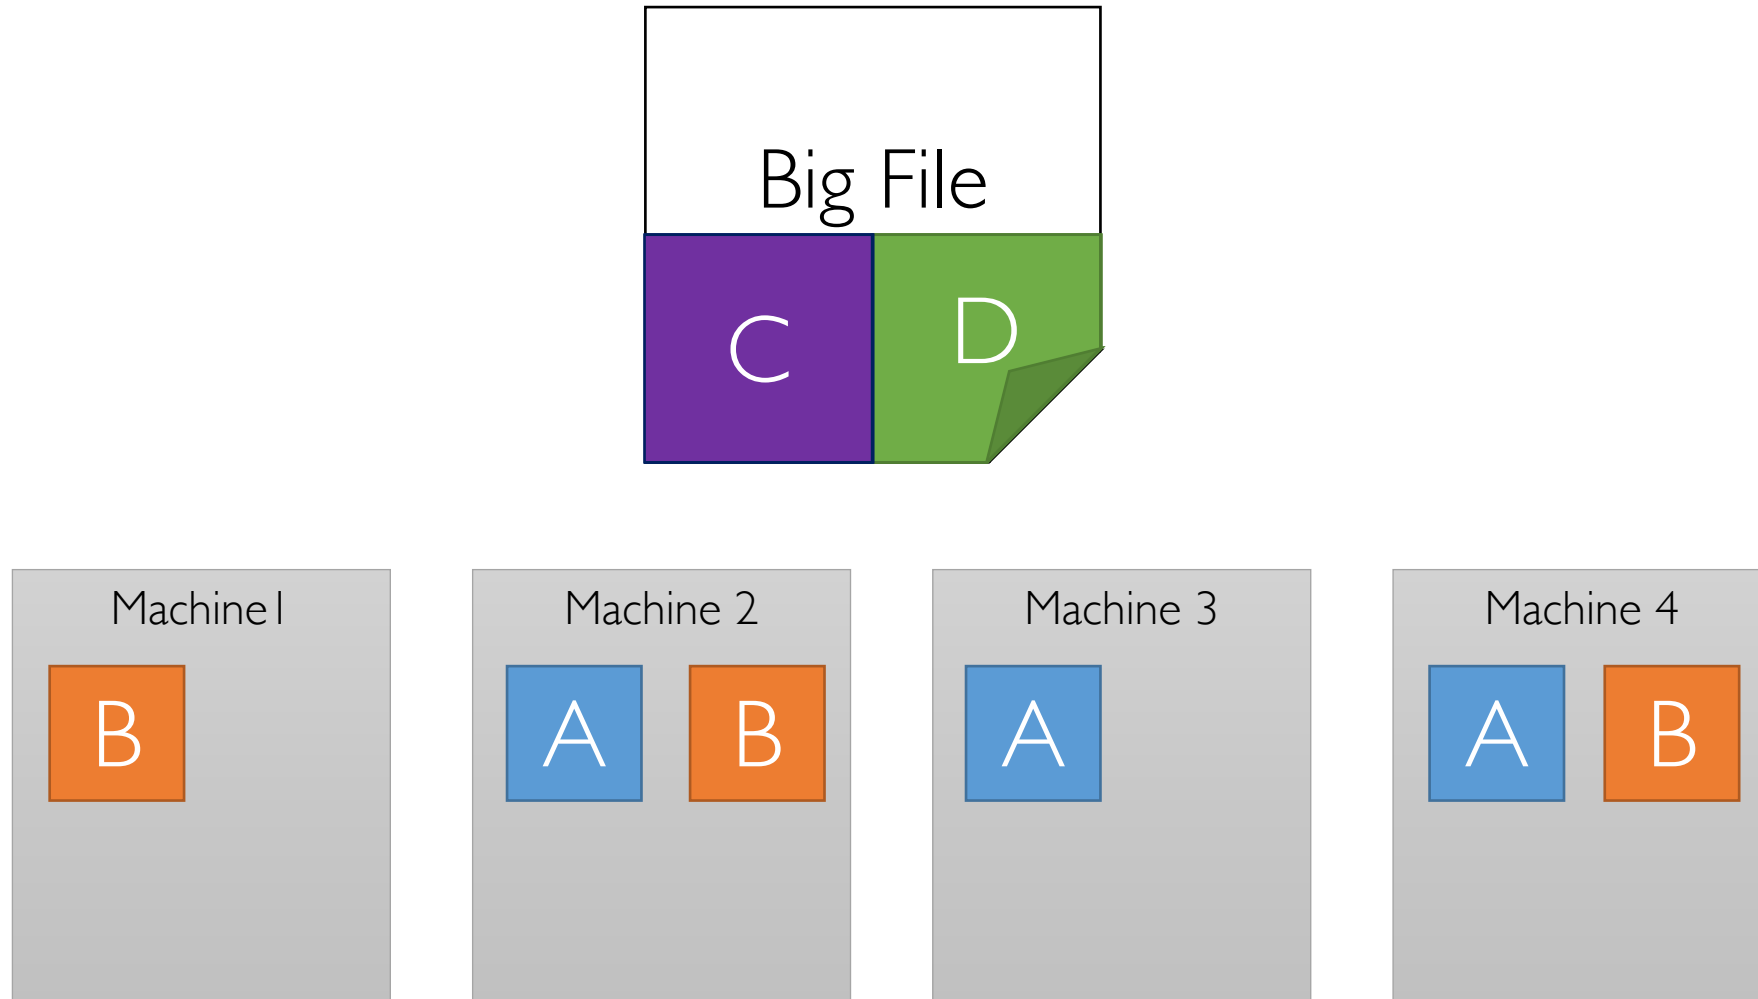 Big File
C D
Machine1 Machine 2 Machine 3 Machine 4
B A B A A B